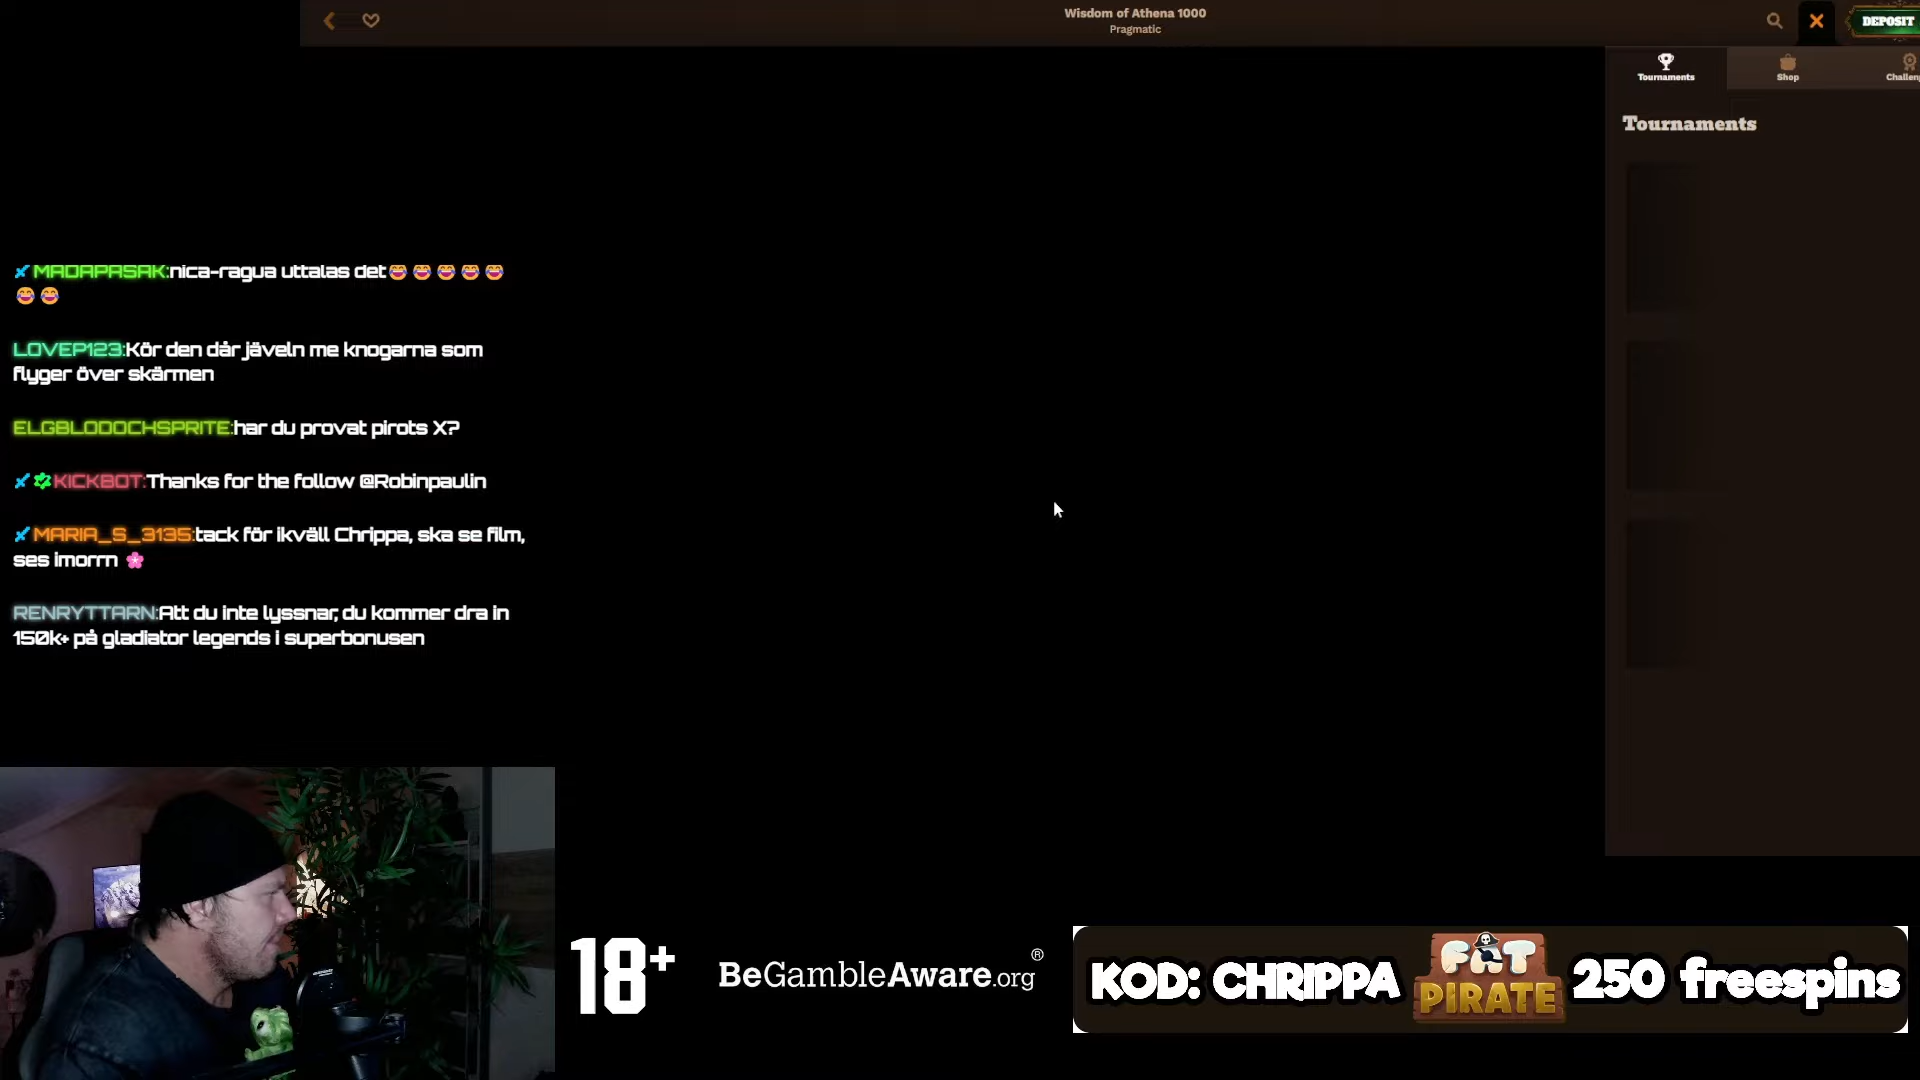 Wisdom of Athena 1000
Pragmatic
DEPOSIT
Tournaments
Shop
Challeng
Tournaments
MADAPASAK:nica-ragua uttalas det😂😂😂😂😂
😂😂
LOVEP123:Kör den där jäveln me knogarna som
flyger över skärmen
ELGBLODOCHSPRITE:har du provat pirots X?
KICKBOT:Thanks for the follow @Robinpaulin
MARIA_S_3135:tack för ikväll Chrippa, ska se film,
ses imorrn 🌸
RENRYTTARN:Att du inte lyssnar, du kommer dra in
150k+ på gladiator legends i superbonusen
18+
BeGambleAware.org®
KOD: CHRIPPA
FAT
PIRATE
250 freespins